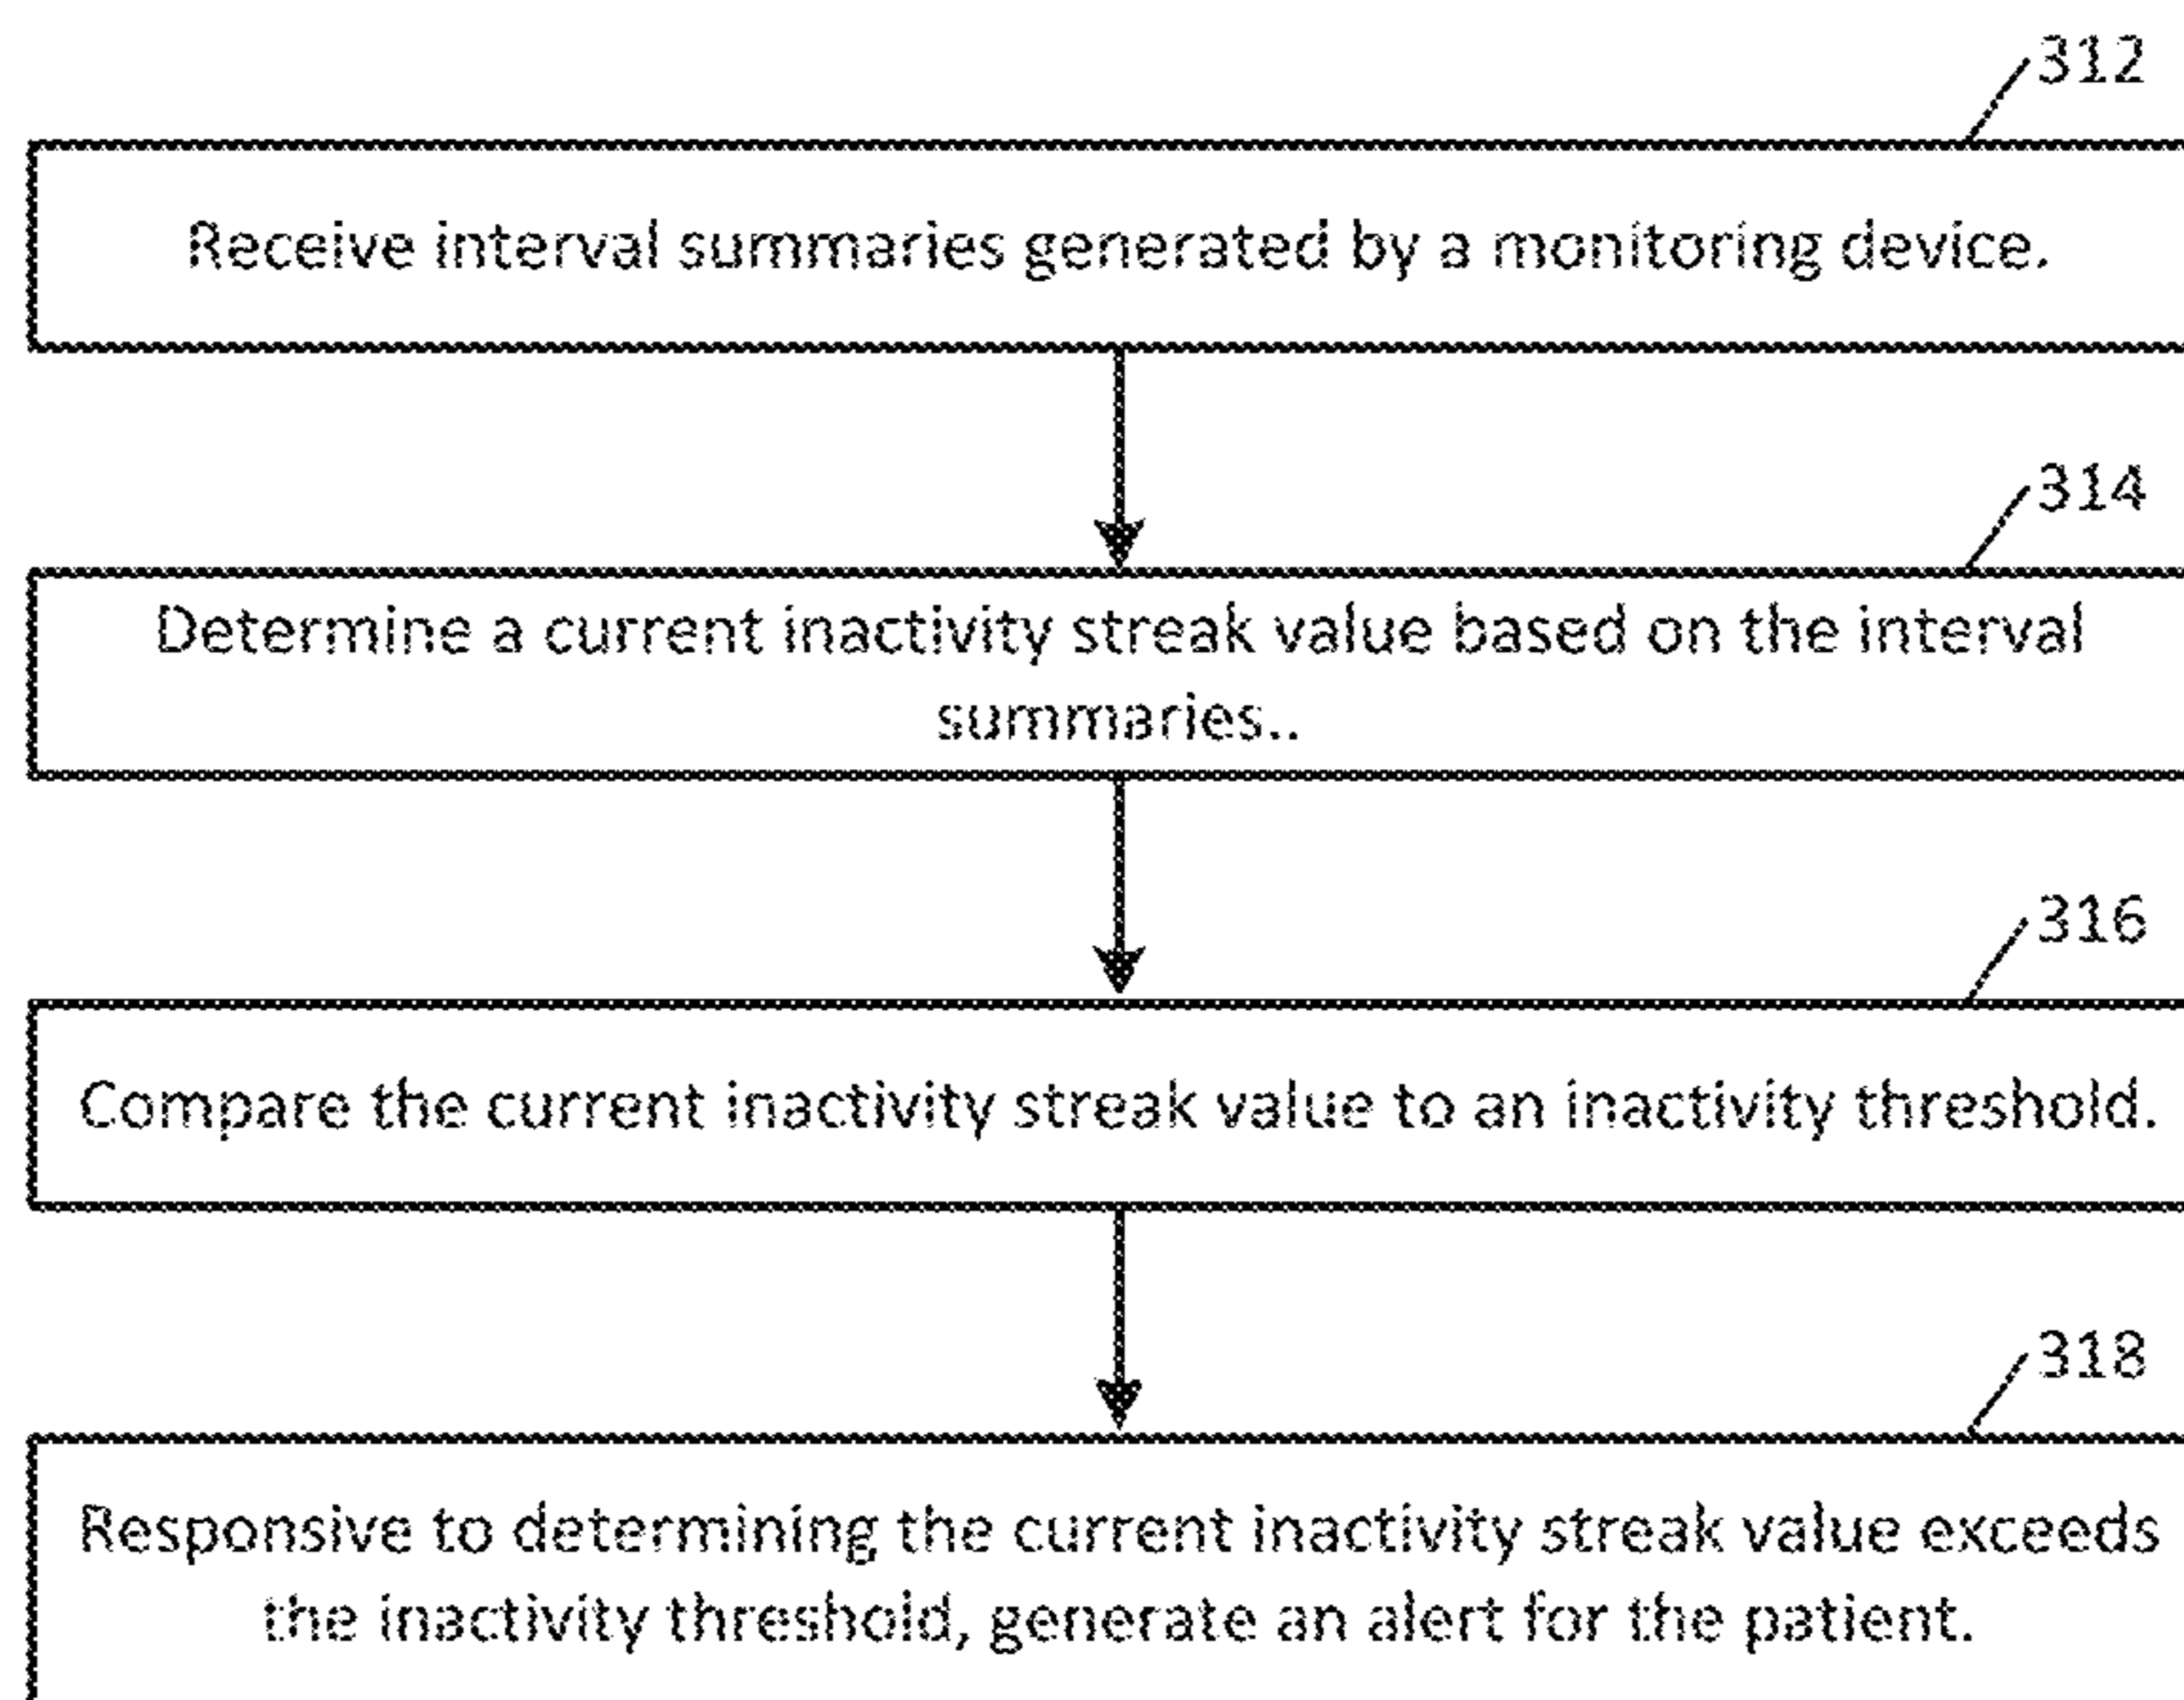 312
Receive interval summaries generated by a monitoring device.
314
Determine a current inactivity streak value based on the interval
summaries..
316
Compare the current inactivity streak value to an inactivity threshold.
318
Responsive to determining the current inactivity streak value exceeds
the inactivity threshold, generate an alert for the patient.